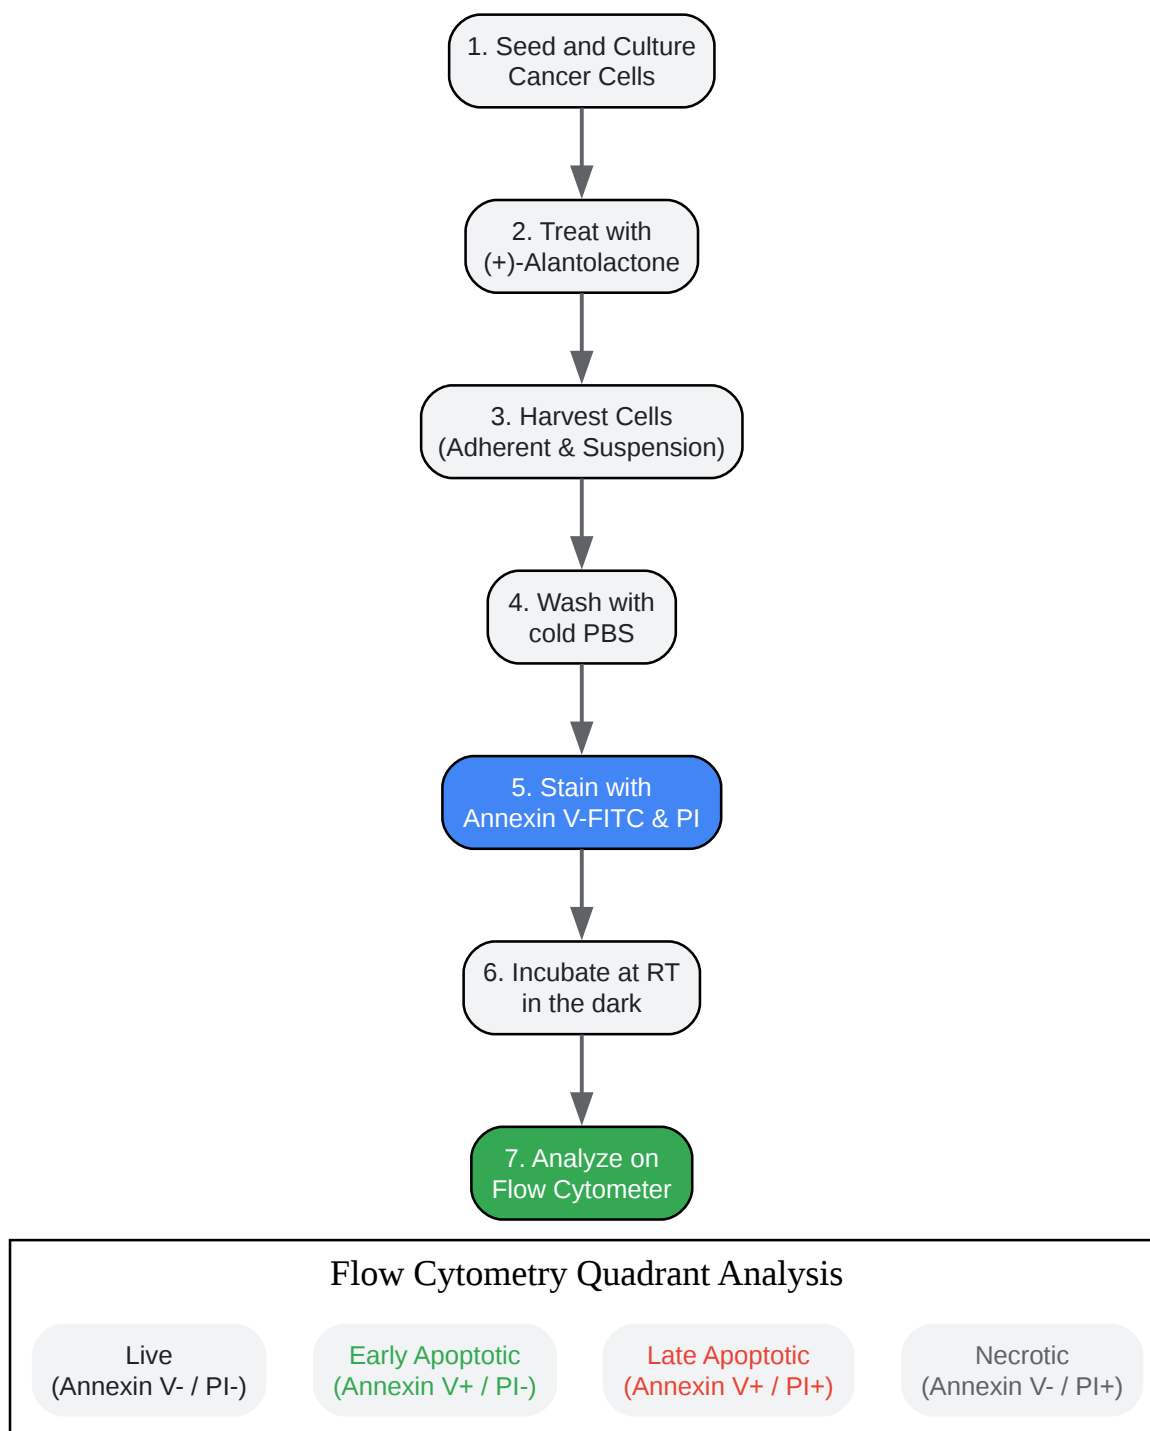 1. Seed and Culture
Cancer Cells
2. Treat with
(+)-Alantolactone
3. Harvest Cells
(Adherent & Suspension)
4. Wash with
cold PBS
5. Stain with
Annexin V-FITC & PI
6. Incubate at RT
in the dark
7. Analyze on
Flow Cytometer
Flow Cytometry Quadrant Analysis
Live
(Annexin V- / PI-)
Early Apoptotic
(Annexin V+ / PI-)
Late Apoptotic
(Annexin V+ / PI+)
Necrotic
(Annexin V- / PI+)